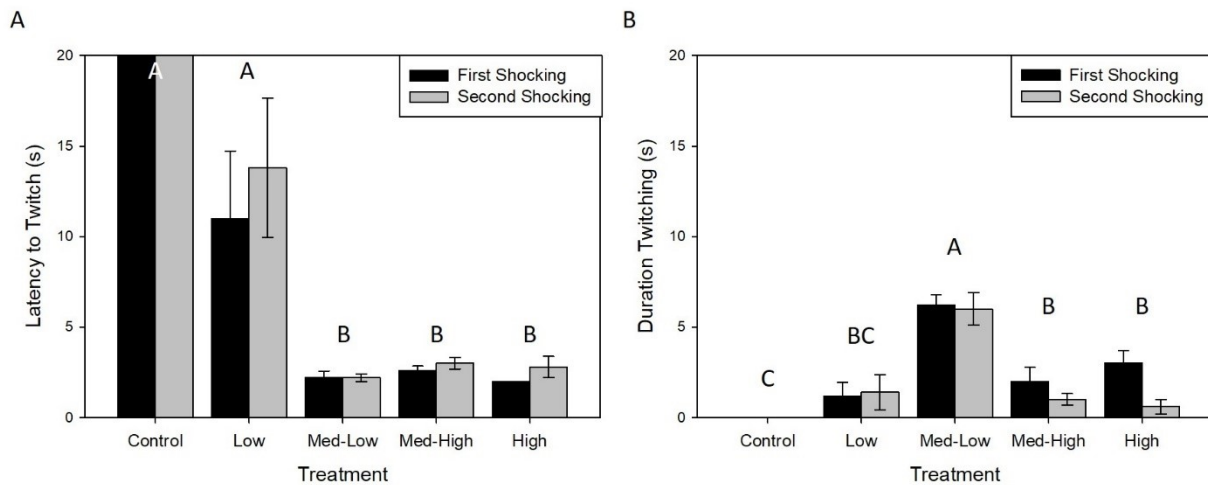 A
Latency to Twitch (s)
20
15
10
5
0
A
A
B
B
B
First Shocking
Second Shocking
Control
Low
Med-Low
Med-High
High
Treatment
B
Duration Twitching (s)
20
15
10
5
0
C
BC
A
B
B
First Shocking
Second Shocking
Control
Low
Med-Low
Med-High
High
Treatment